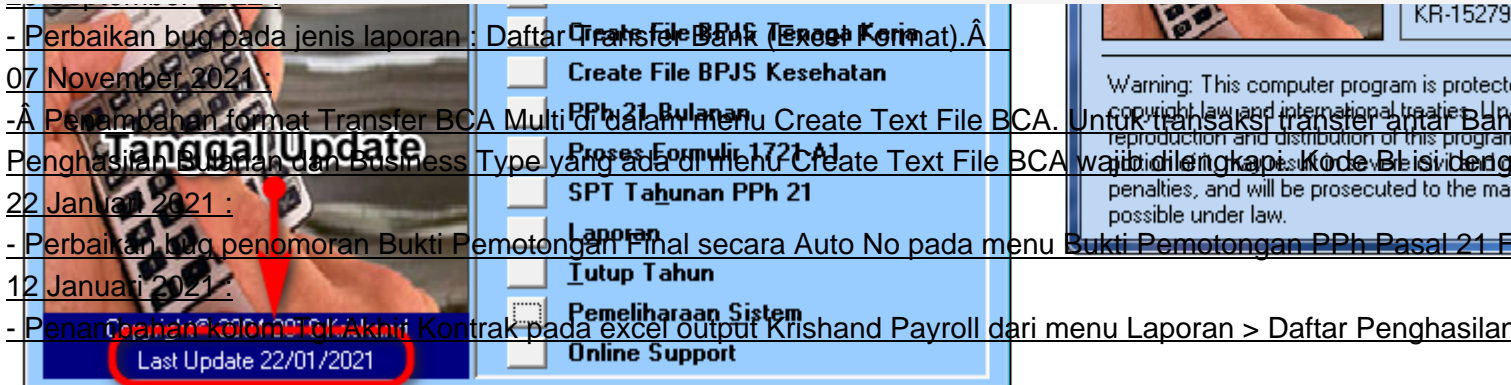 - Perbaikan bug pada jenis laporan : Daftar Transfer Bank (Excel Format).Â
07 November 2021 :
-Â Penambahan format Transfer BCA Multi di dalam menu Create Text File BCA. Untuk transaksi transfer antar Ban
Penghasilan Bulanan dan Business Type yang ada di menu Create Text File BCA wajib dilengkapi. Kode BI isi deng
22 Januari 2021 :
- Perbaikan bug penomoran Bukti Pemotongan Final secara Auto No pada menu Bukti Pemotongan PPh Pasal 21 F
12 Januari 2021 :
- Penambahan kolom Tgl Akhir Kontrak pada excel output Krishand Payroll dari menu Laporan > Daftar Penghasilan
Tanggal Update
Last Update 22/01/2021
Create File BPJS Tenaga Kerja
Create File BPJS Kesehatan
PPh 21 Bulanan
Proses Formulir 1721-A1
SPT Tahunan PPh 21
Laporan
Tutup Tahun
Pemeliharaan Sistem
Online Support
KR-15279
Warning: This computer program is protecte
copyright law and international treaties. Un
reproduction and distribution of this program
penalties, and will be prosecuted to the ma
possible under law.